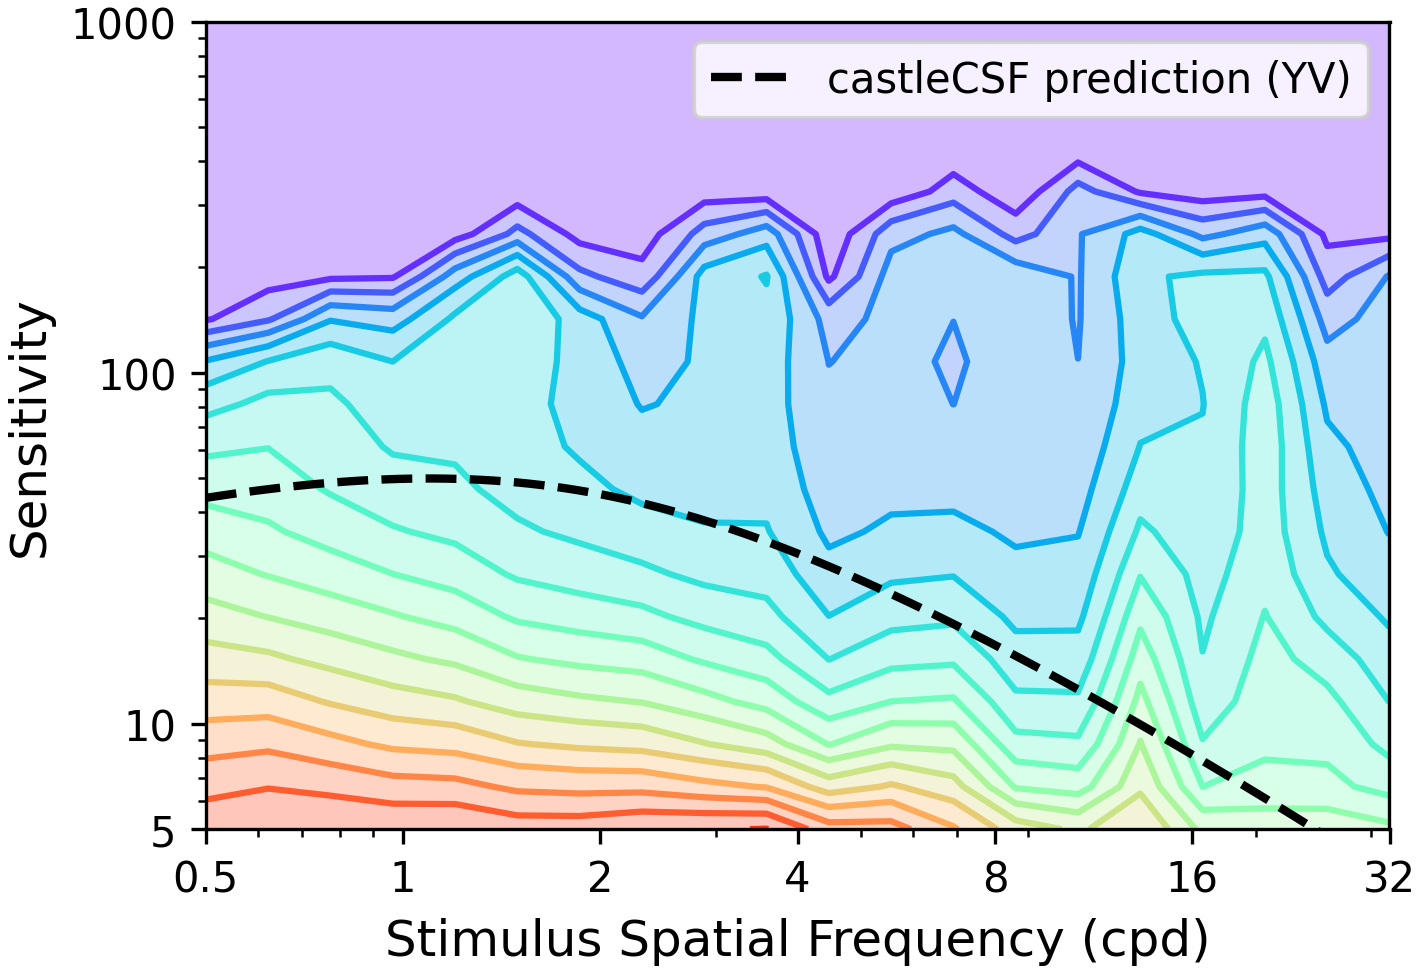 1000
castleCSF prediction (YV)
Sensitivity
100
10
5
0.5 1 2 4 8 16 32
Stimulus Spatial Frequency (cpd)